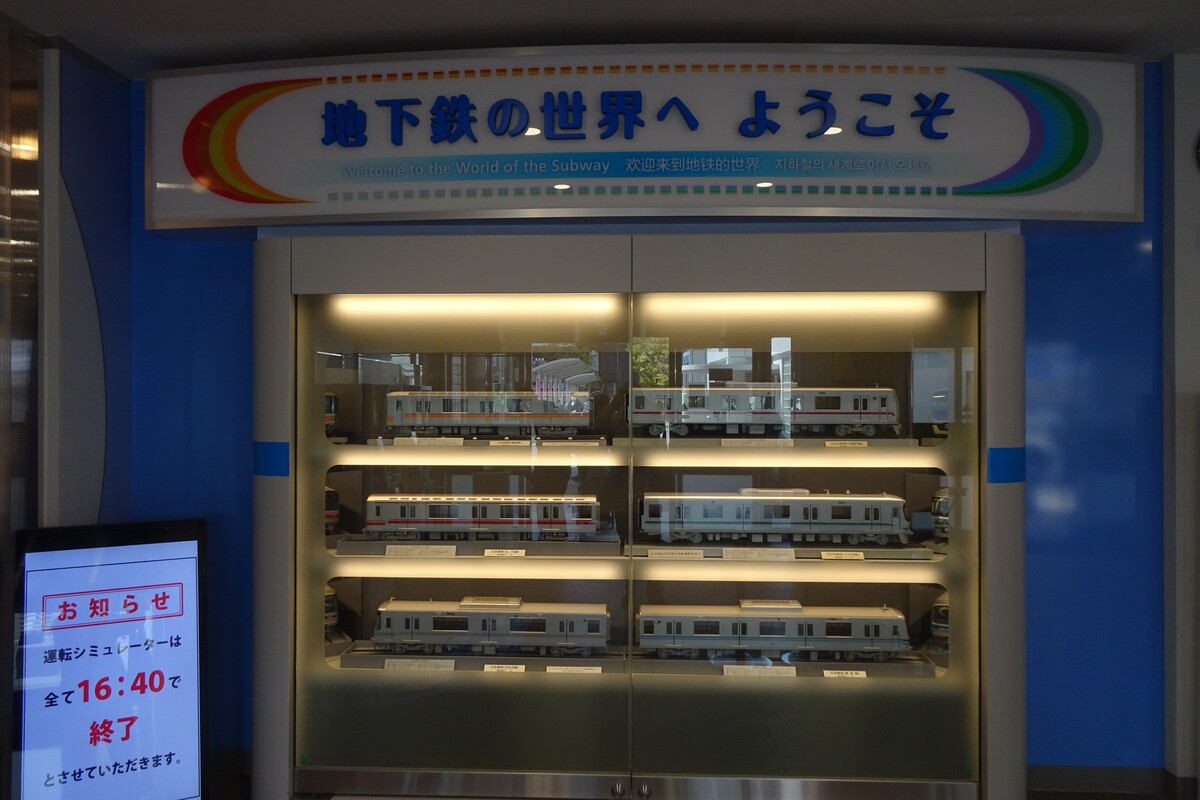 地下鉄の世界へ ようこそ
Welcome to the World of the Subway 欢迎来到地铁的世界 지하철의 세계로 어서 오세요
お知らせ
運転シミュレーターは
全て16:40で
終了
とさせていただきます。